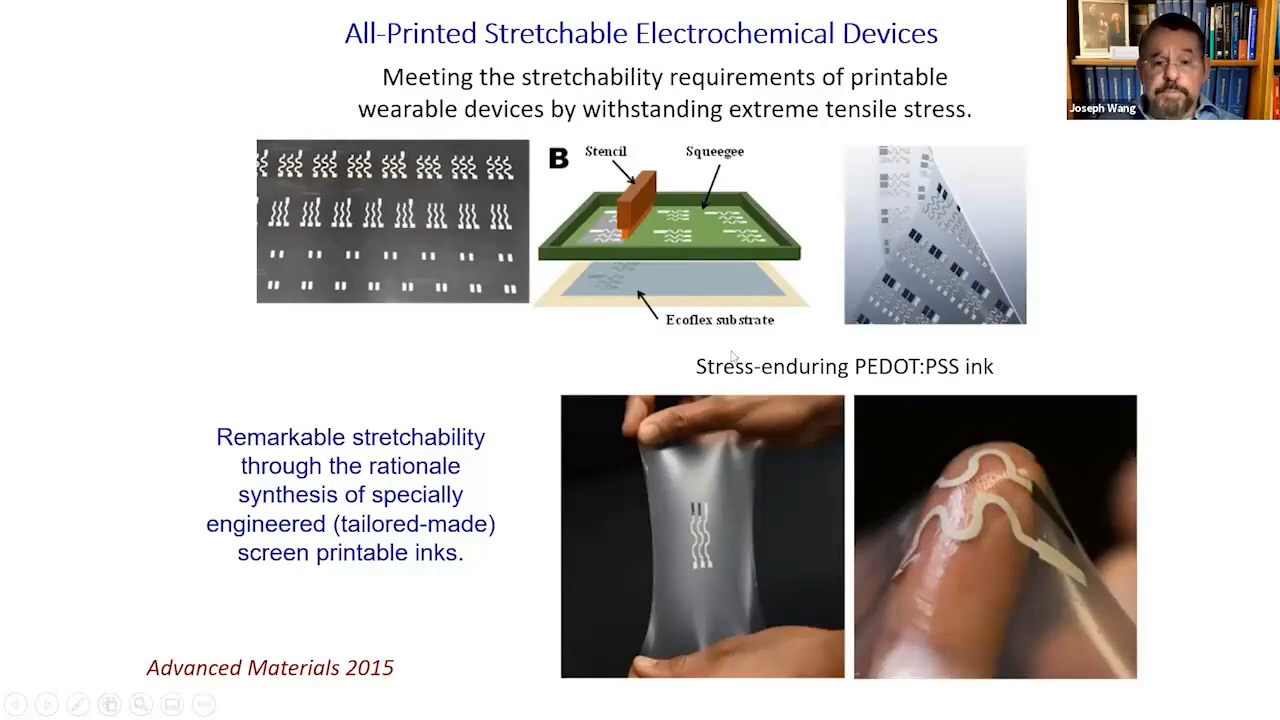 All-Printed Stretchable Electrochemical Devices
Meeting the stretchability requirements of printable
wearable devices by withstanding extreme tensile stress.
Joseph Wang
B
Stencil
Squeegee
Ecoflex substrate
Stress-enduring PEDOT:PSS ink
Remarkable stretchability
through the rationale
synthesis of specially
engineered (tailored-made)
screen printable inks.
Advanced Materials 2015